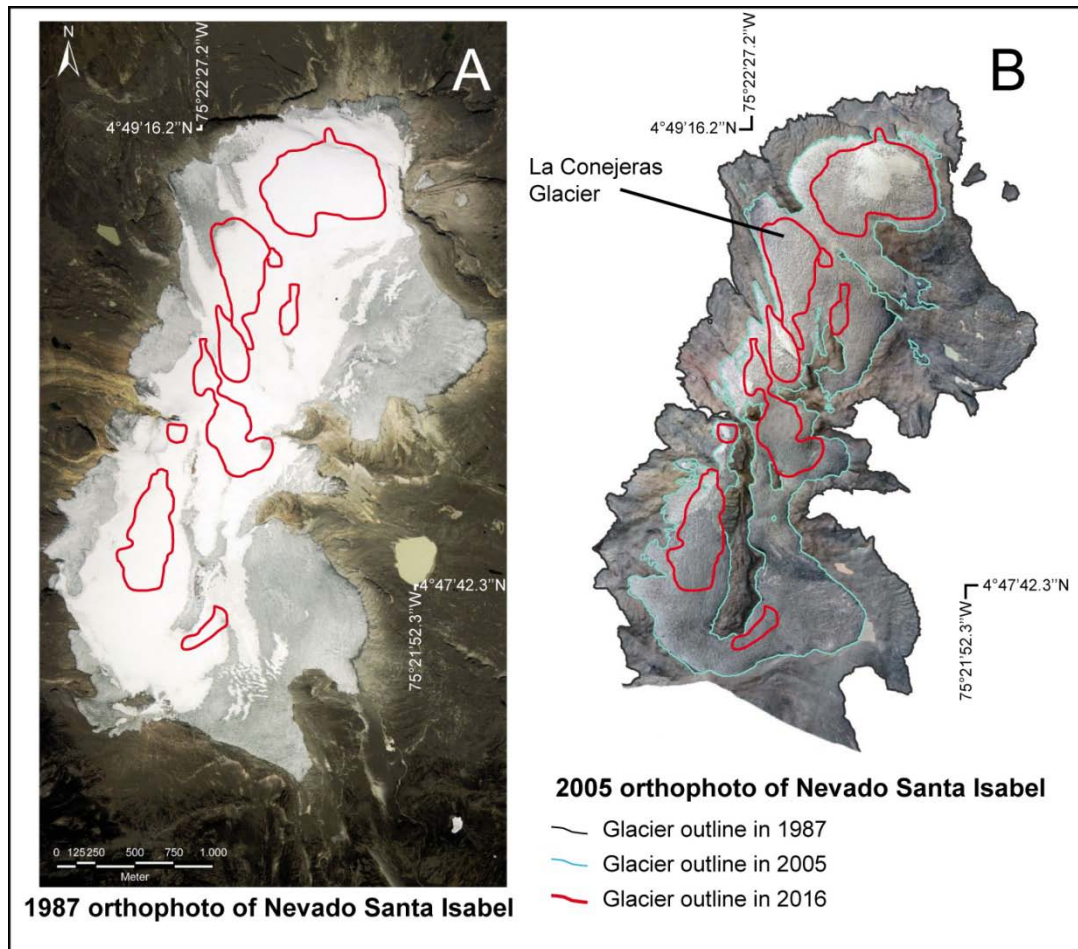 N
A
75°22'27.2"W
4°49'16.2"N
4°47'42.3"N
75°21'52.3"W
0 125250 500 750 1.000
Meter
1987 orthophoto of Nevado Santa Isabel
B
75°22'27.2"W
4°49'16.2"N
La Conejeras
Glacier
4°47'42.3"N
75°21'52.3"W
2005 orthophoto of Nevado Santa Isabel
Glacier outline in 1987
Glacier outline in 2005
Glacier outline in 2016